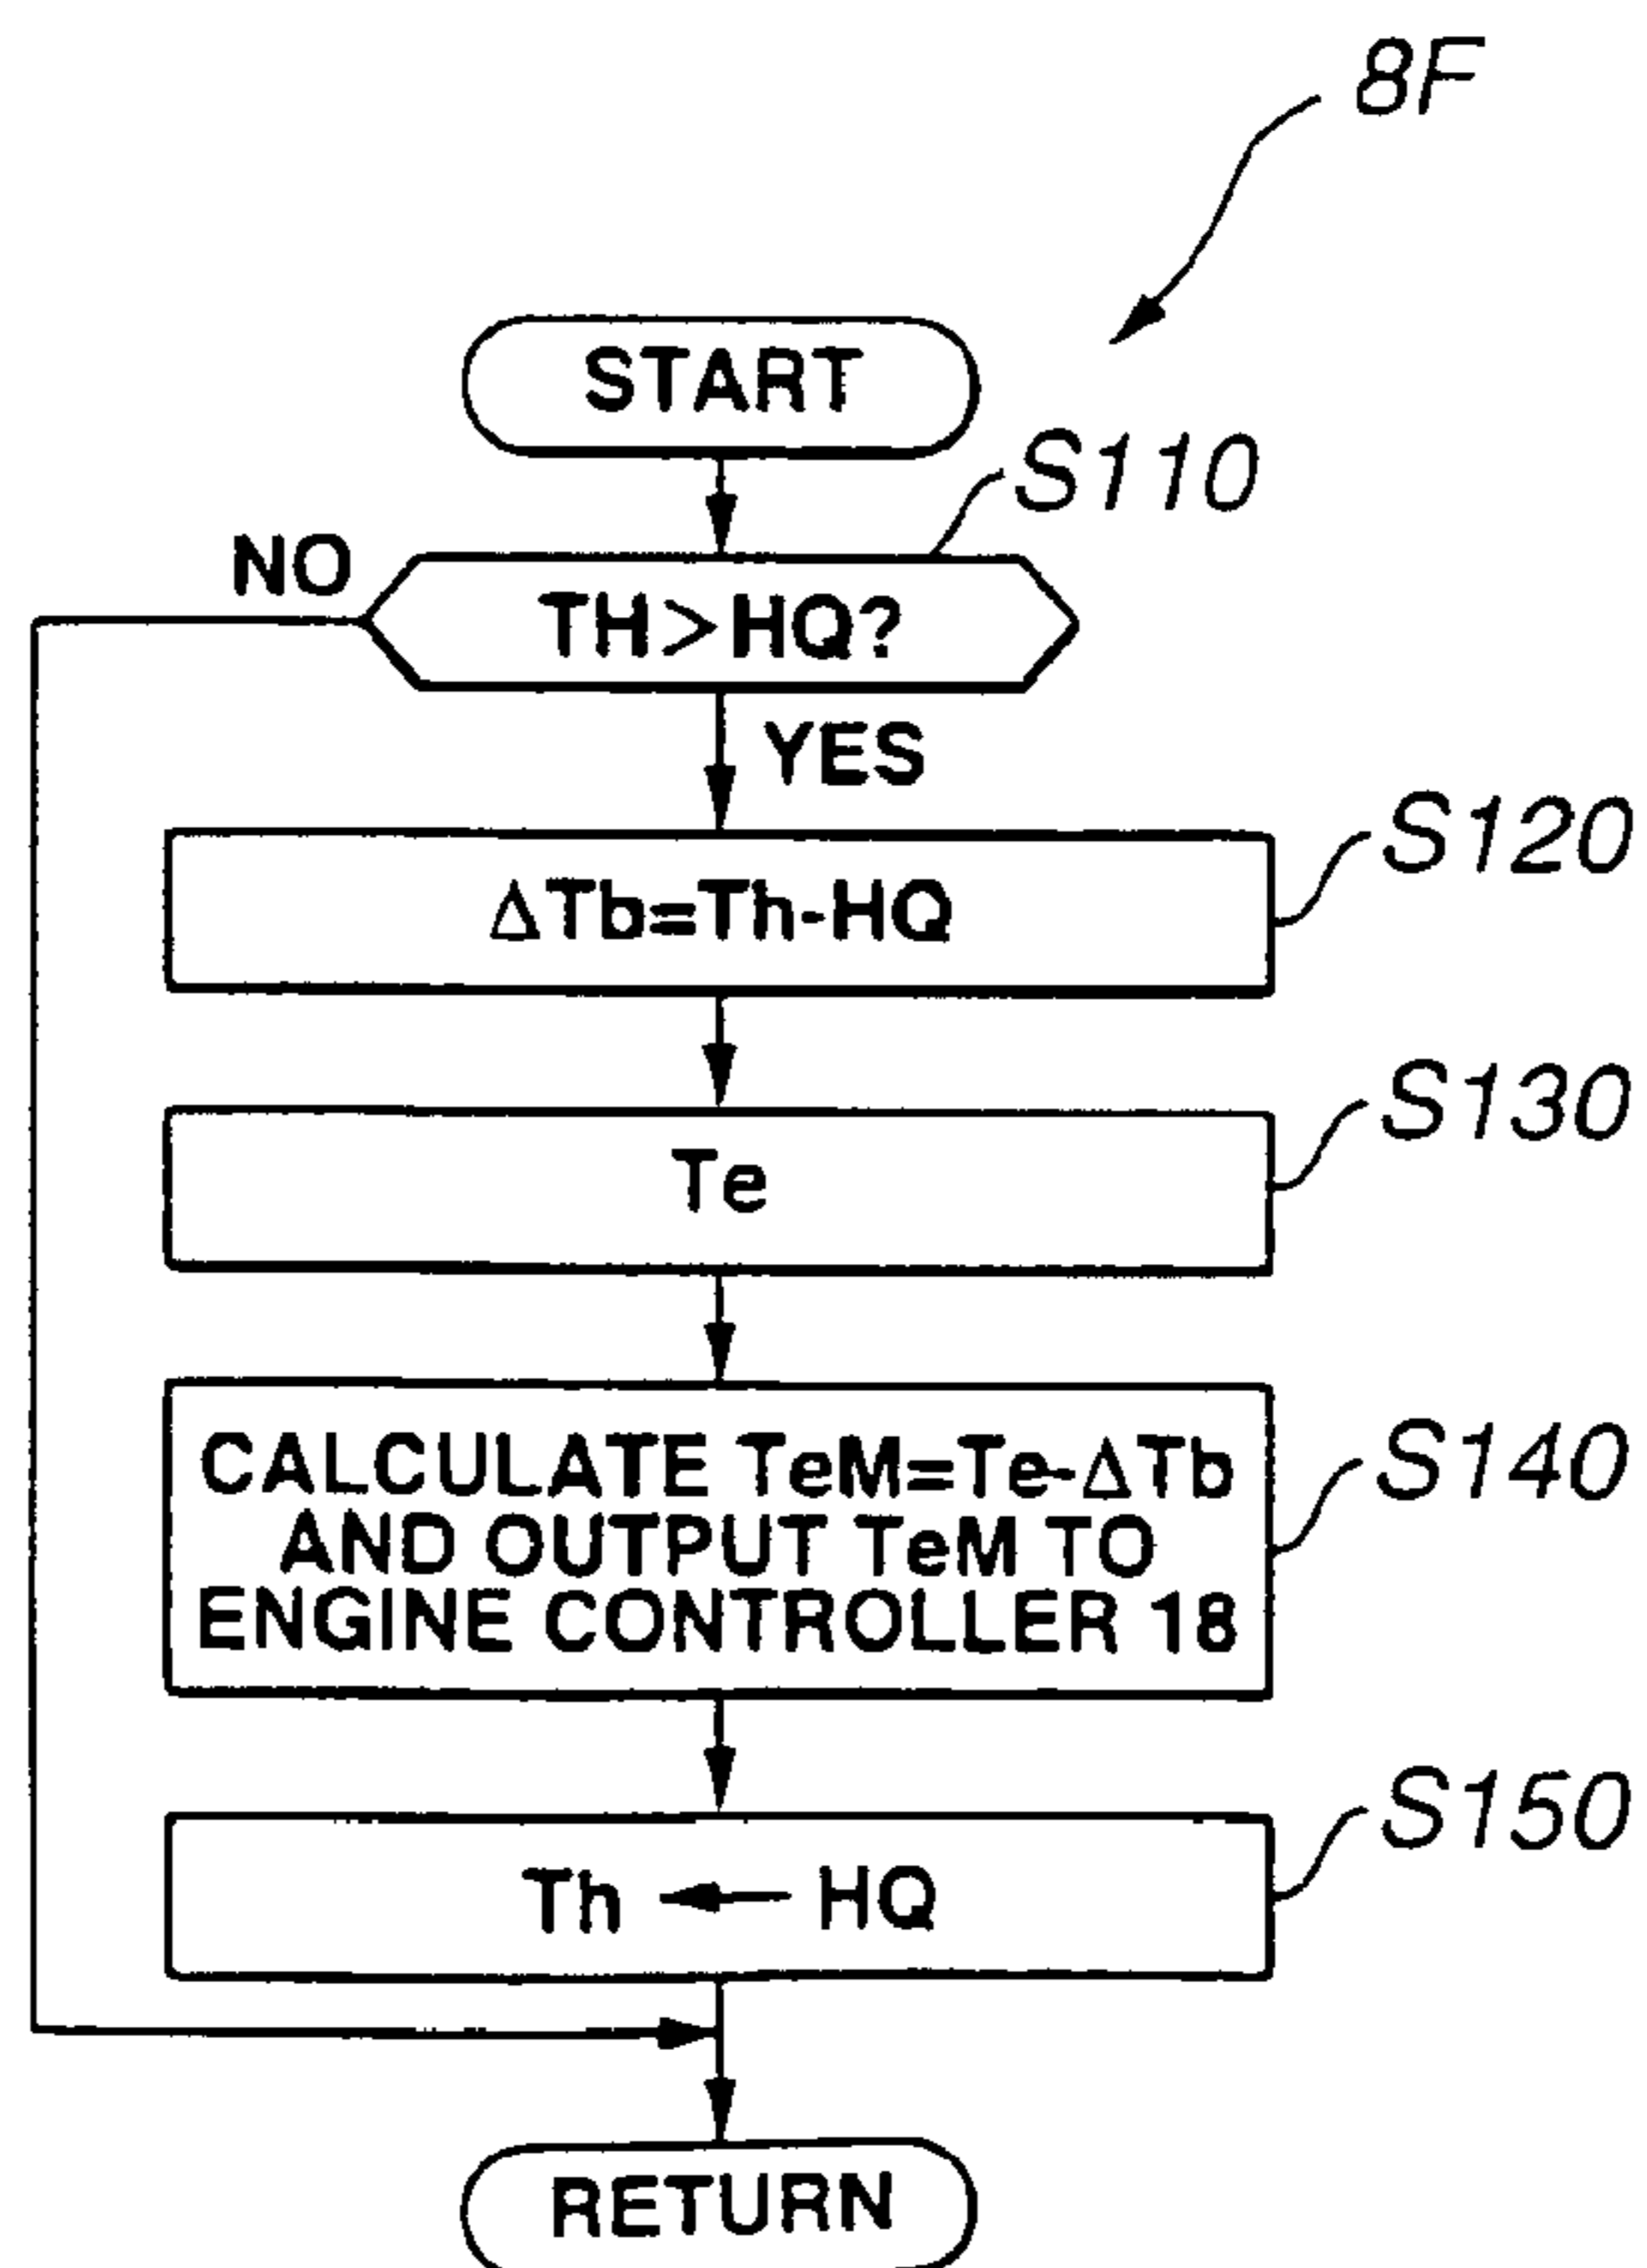 8F
START
S110
NO
TH>HQ?
YES
S120
ΔTb=Th-HQ
S130
Te
S140
CALCULATE TeM=Te-ΔTb
AND OUTPUT TeM TO
ENGINE CONTROLLER 18
S150
Th ← HQ
RETURN